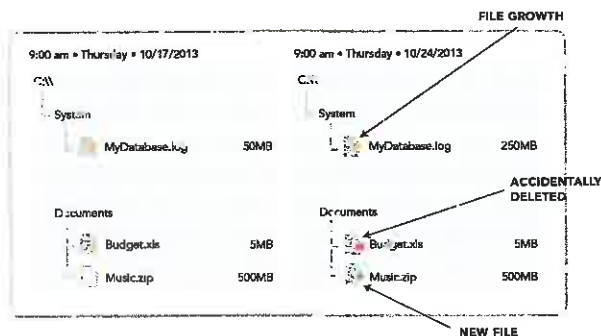 FILE GROWTH
9:00 am • Thursday • 10/17/2013
C:\\
System
MyDatabase.log 50MB
Documents
Budget.xls 5MB
Music.zip 500MB
9:00 am • Thursday • 10/24/2013
C:\\
System
MyDatabase.log 250MB
ACCIDENTALLY
DELETED
Documents
Budget.xls 5MB
Music.zip 500MB
NEW FILE